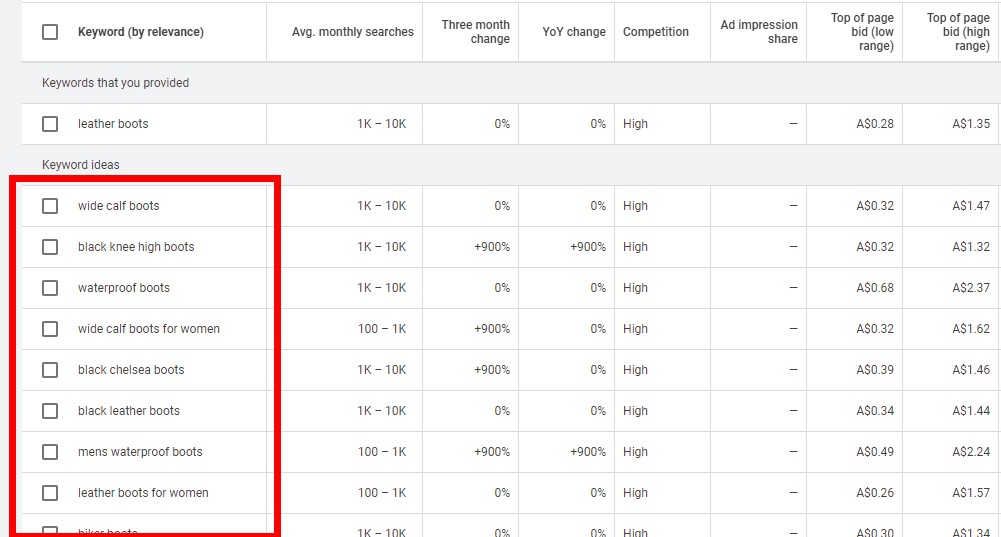 Keyword (by relevance) Avg. monthly searches Three month change YoY change Competition Ad impression share Top of page bid (low range) Top of page bid (high range)
Keywords that you provided
leather boots 1K – 10K 0% 0% High — A$0.28 A$1.35
Keyword ideas
wide calf boots 1K – 10K 0% 0% High — A$0.32 A$1.47
black knee high boots 1K – 10K +900% +900% High — A$0.32 A$1.32
waterproof boots 1K – 10K 0% 0% High — A$0.68 A$2.37
wide calf boots for women 100 – 1K +900% 0% High — A$0.32 A$1.62
black chelsea boots 1K – 10K +900% 0% High — A$0.39 A$1.46
black leather boots 1K – 10K 0% 0% High — A$0.34 A$1.44
mens waterproof boots 100 – 1K +900% +900% High — A$0.49 A$2.24
leather boots for women 100 – 1K 0% 0% High — A$0.26 A$1.57
biker boots 1K – 10K 0% 0% High — A$0.30 A$1.34